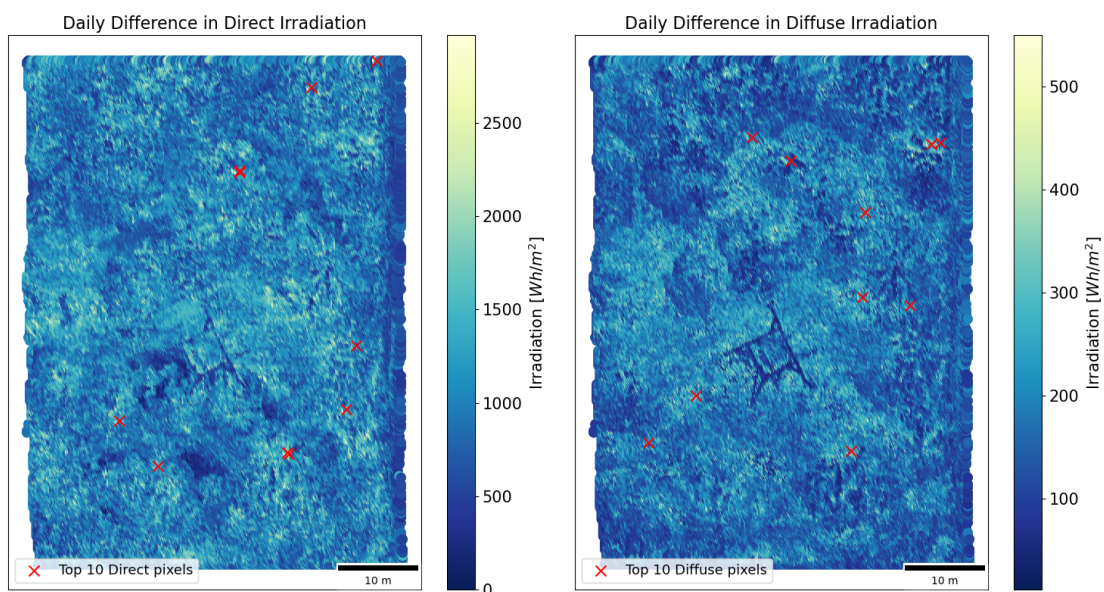 Daily Difference in Direct Irradiation
Top 10 Direct pixels
10 m
2500
2000
1500
1000
500
0
Irradiation [Wh/m²]
Daily Difference in Diffuse Irradiation
Top 10 Diffuse pixels
10 m
500
400
300
200
100
Irradiation [Wh/m²]